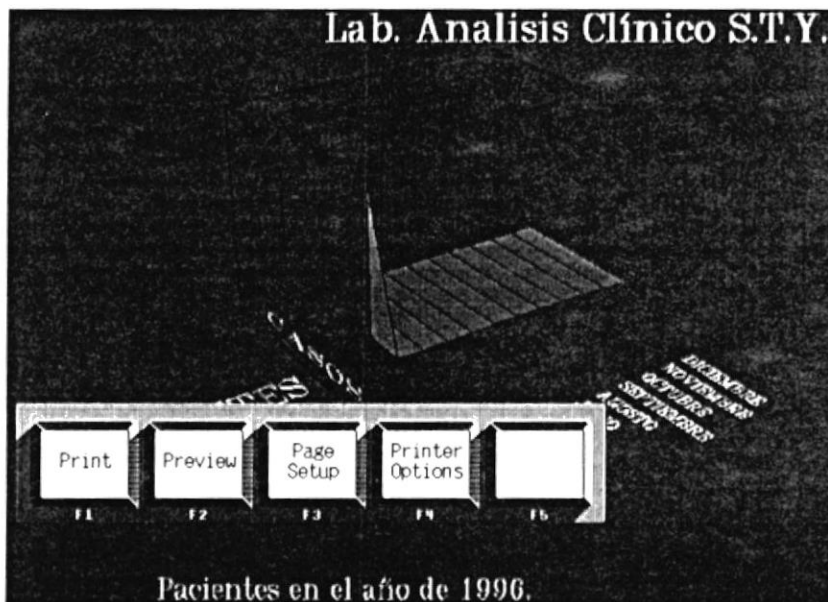 Lab. Analisis Clínico S.T.Y.
CASOS
DICIEMBRE
NOVIEMBRE
OCTUBRE
SEPTIEMBRE
AGOSTO
Print
F1
Preview
F2
Page
Setup
F3
Printer
Options
F4
F5
Pacientes en el año de 1996.